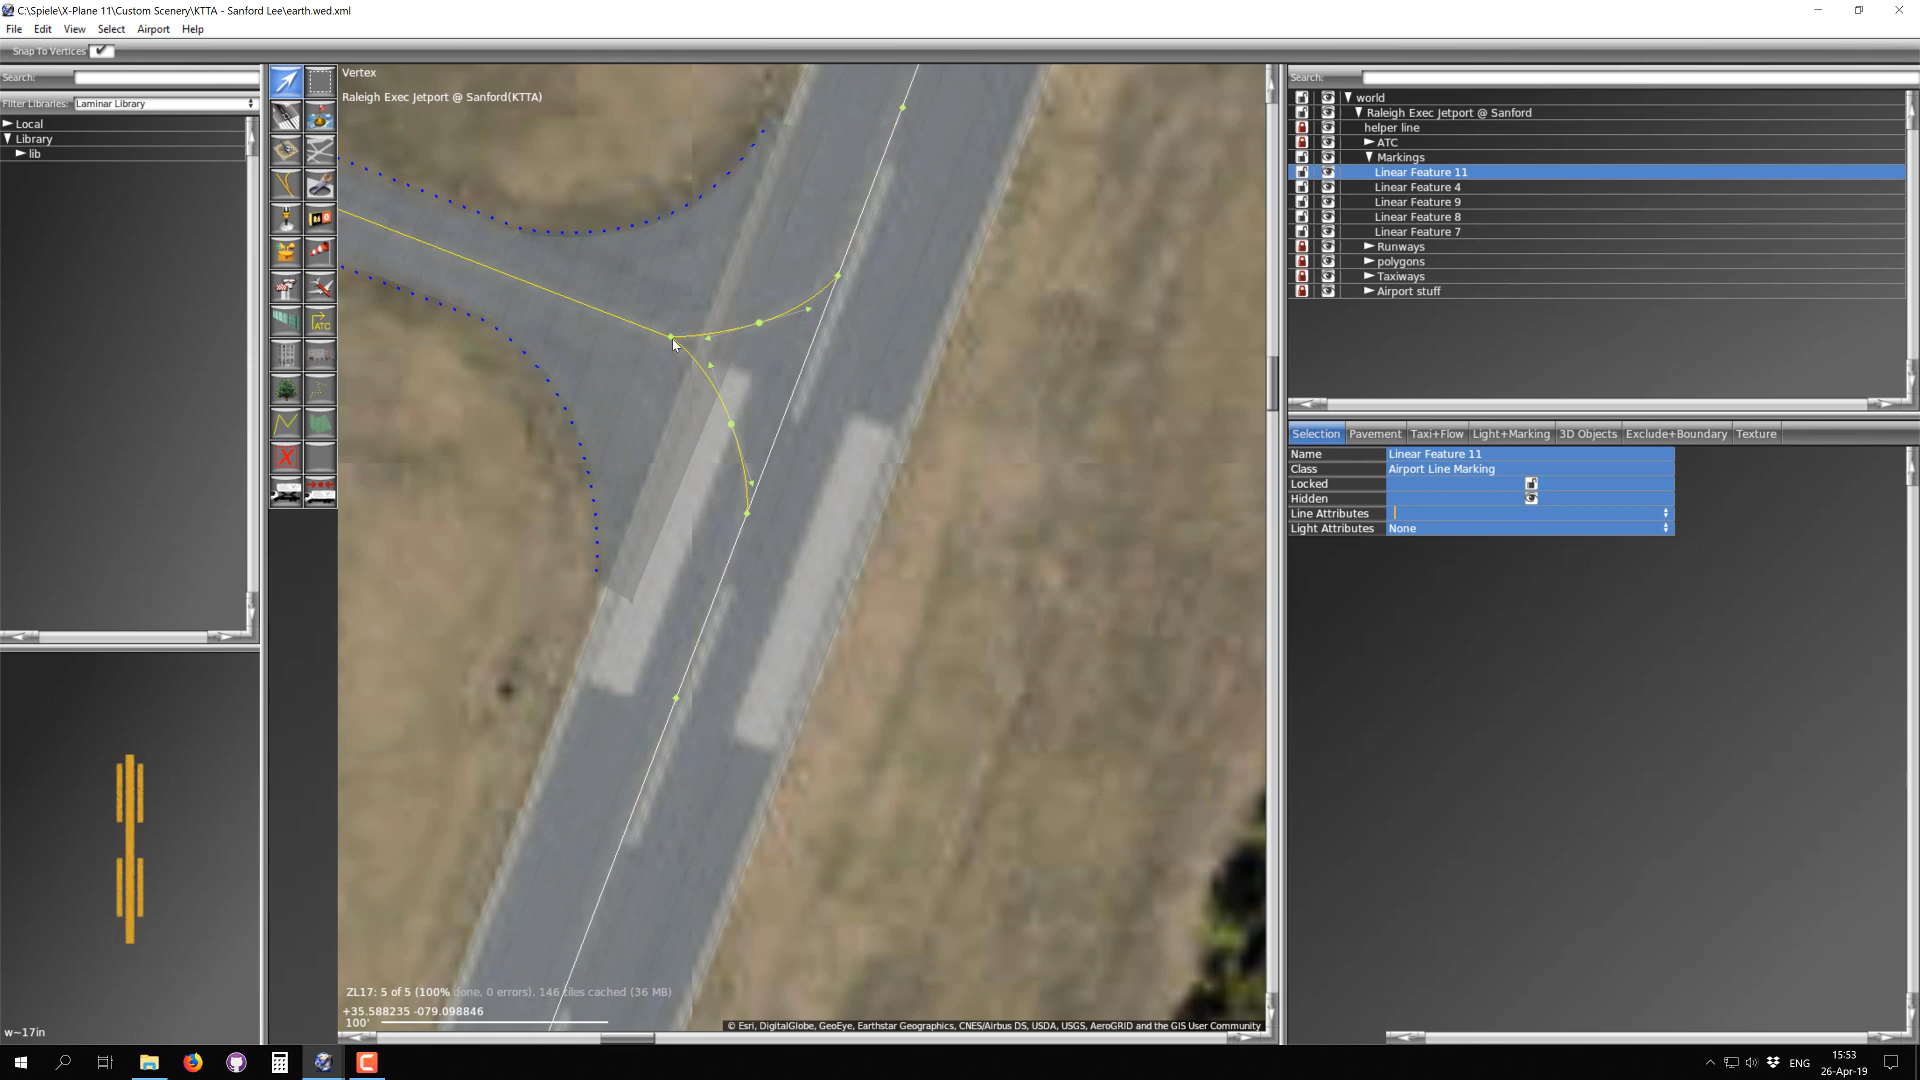 C:\Spiele\X-Plane 11\Custom Scenery\KTTA - Sanford Lee\earth.wed.xml
File Edit View Select Airport Help
Snap To Vertices
Search:
Filter Libraries: Laminar Library
Local
Library
lib
w~17in
R6 0
ATC
X
Vertex
Raleigh Exec Jetport @ Sanford(KTTA)
ZL17: 5 of 5 (100% done, 0 errors). 146 tiles cached (36 MB)
+35.588235 -079.098846
100'
© Esri, DigitalGlobe, GeoEye, Earthstar Geographics, CNES/Airbus DS, USDA, USGS, AeroGRID and the GIS User Community
Search:
world
Raleigh Exec Jetport @ Sanford
helper line
ATC
Markings
Linear Feature 11
Linear Feature 4
Linear Feature 9
Linear Feature 8
Linear Feature 7
Runways
polygons
Taxiways
Airport stuff
Selection Pavement Taxi+Flow Light+Marking 3D Objects Exclude+Boundary Texture
Name Linear Feature 11
Class Airport Line Marking
Locked
Hidden
Line Attributes
Light Attributes None
ENG
15:53
26-Apr-19